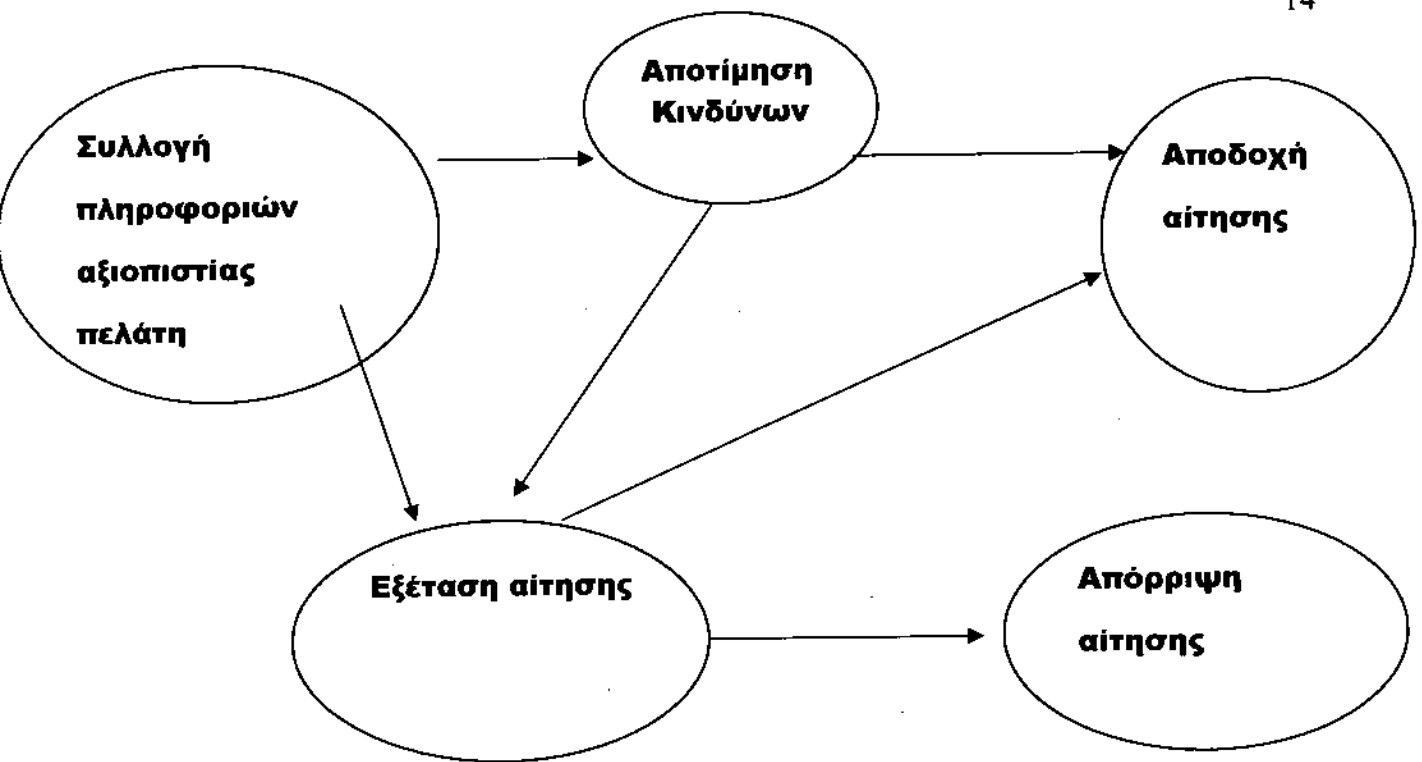 14
Αποτίμηση
Κινδύνων
Συλλογή
πληροφοριών
αξιοπιστίας
πελάτη
Αποδοχή
αίτησης
Εξέταση αίτησης
Απόρριψη
αίτησης